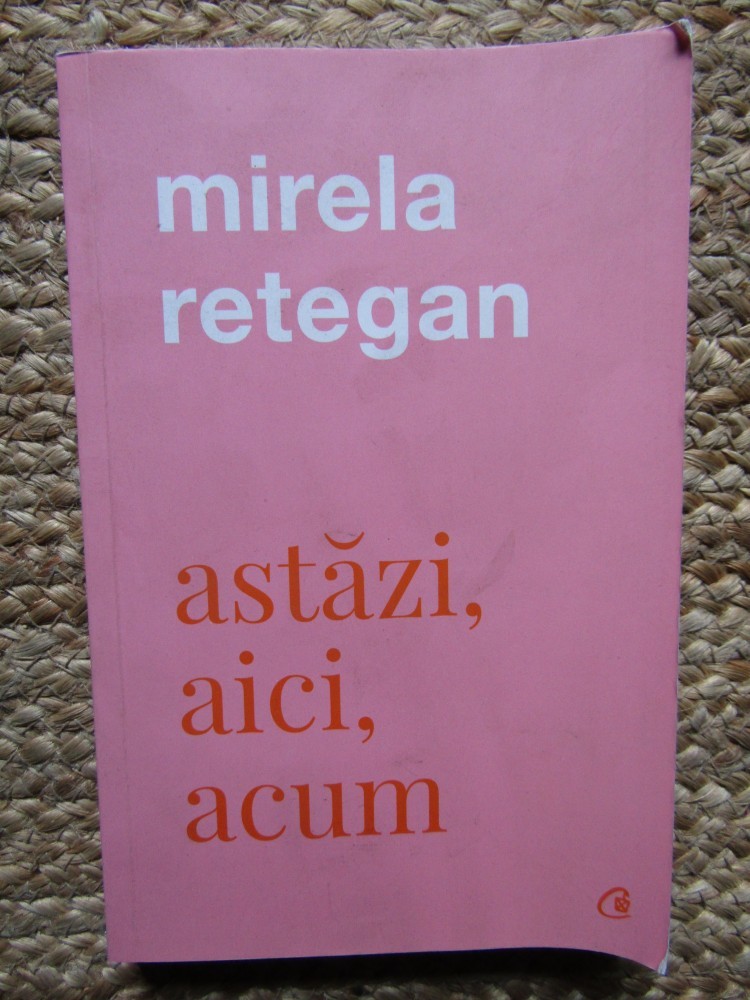 mirela
retegan
astăzi,
aici,
acum